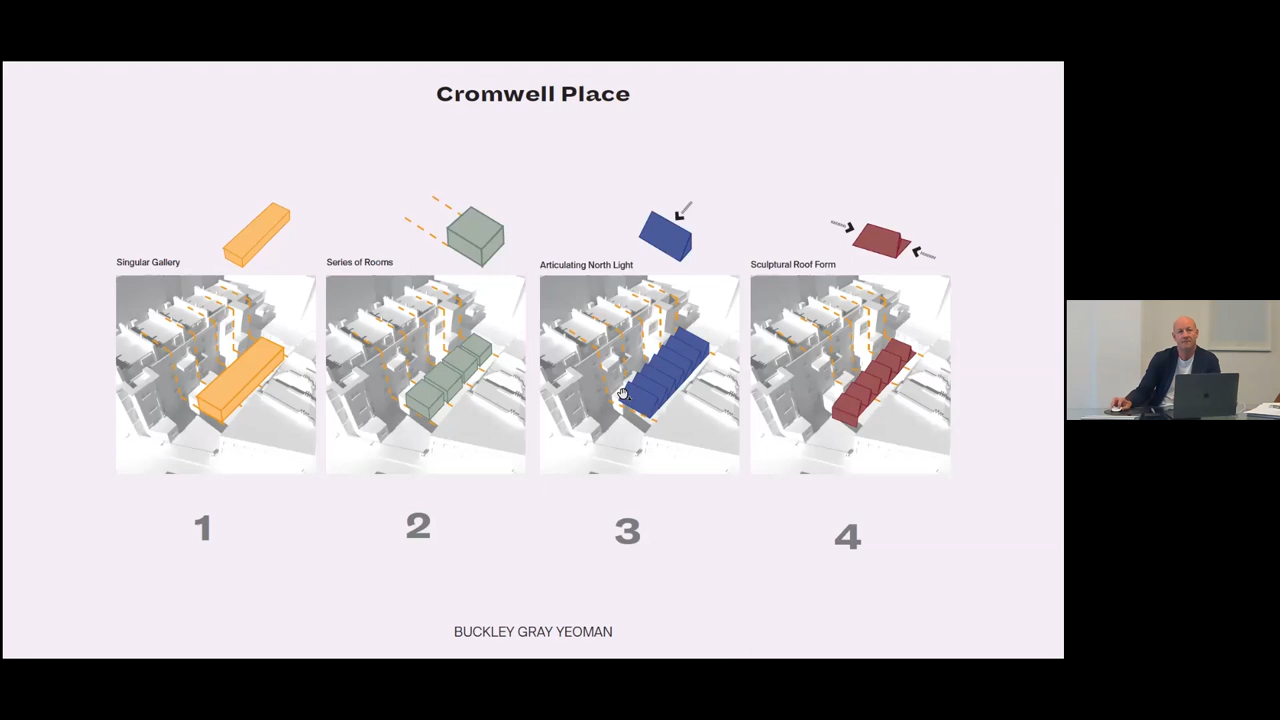 Cromwell Place
Singular Gallery
Series of Rooms
Articulating North Light
Sculptural Roof Form
1
2
3
4
BUCKLEY GRAY YEOMAN